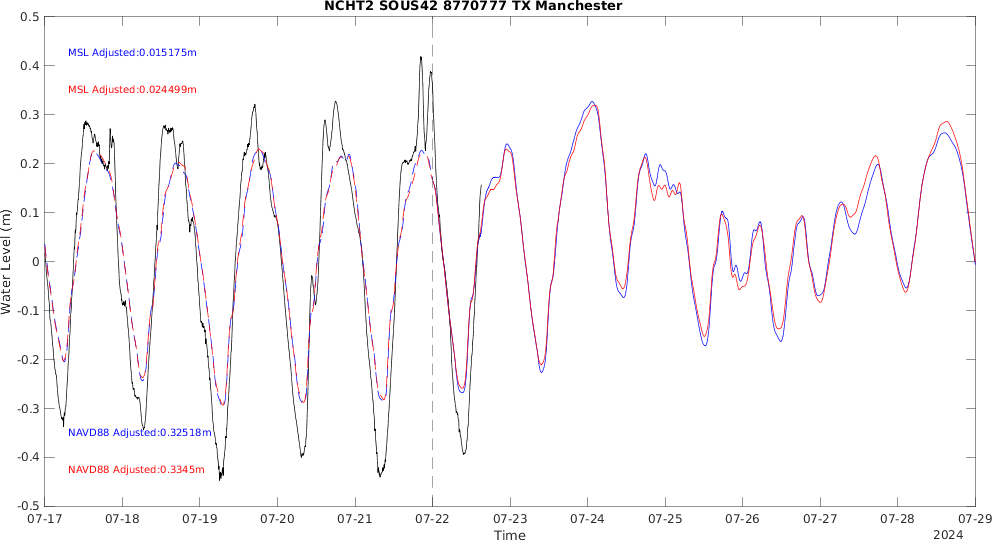 NCHT2 SOUS42 8770777 TX Manchester
0.5
MSL Adjusted:0.015175m
0.4
MSL Adjusted:0.024499m
0.3
0.2
0.1
Water Level (m)
0
-0.1
-0.2
-0.3
NAVD88 Adjusted:0.32518m
-0.4
NAVD88 Adjusted:0.3345m
-0.5
07-17 07-18 07-19 07-20 07-21 07-22 07-23 07-24 07-25 07-26 07-27 07-28 07-29
Time
2024